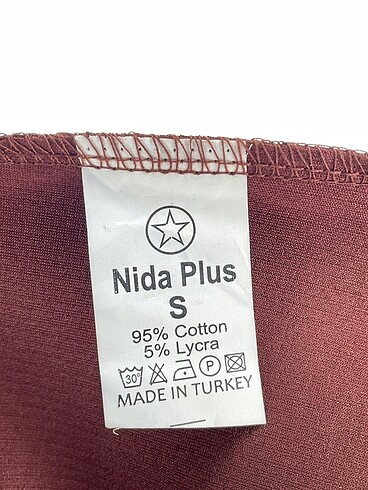 Nida Plus
S
95% Cotton
5% Lycra
30° P
MADE IN TURKEY